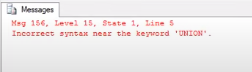 Messages
Msg 156, Level 15, State 1, Line 5
Incorrect syntax near the keyword 'UNION'.